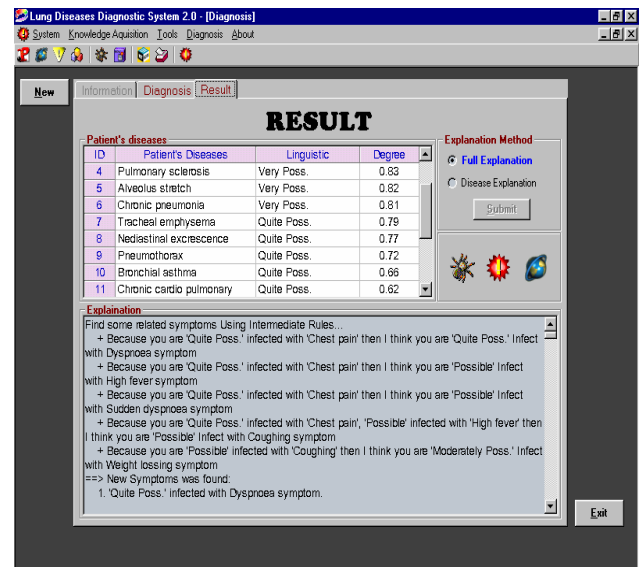 Lung Diseases Diagnostic System 2.0 - [Diagnosis]
System Knowledge Aquisition Tools Diagnosis About
New
Information Diagnosis Result
RESULT
Patient's diseases
ID Patient's Diseases Linguistic Degree
4 Pulmonary sclerosis Very Poss. 0.83
5 Alveolus stretch Very Poss. 0.82
6 Chronic pneumonia Very Poss. 0.81
7 Tracheal emphysema Quite Poss. 0.79
8 Nediastinal excrescence Quite Poss. 0.77
9 Pneumothorax Quite Poss. 0.72
10 Bronchial asthma Quite Poss. 0.66
11 Chronic cardio pulmonary Quite Poss. 0.62
Explanation Method
Full Explanation
Disease Explanation
Submit
Explaination
Find some related symptoms Using Intermediate Rules...
+ Because you are 'Quite Poss.' infected with 'Chest pain' then I think you are 'Quite Poss.' Infect
with Dyspnoea symptom
+ Because you are 'Quite Poss.' infected with 'Chest pain' then I think you are 'Possible' Infect
with High fever symptom
+ Because you are 'Quite Poss.' infected with 'Chest pain' then I think you are 'Possible' Infect
with Sudden dyspnoea symptom
+ Because you are 'Quite Poss.' infected with 'Chest pain', 'Possible' infected with 'High fever' then
I think you are 'Possible' Infect with Coughing symptom
+ Because you are 'Possible' infected with 'Coughing' then I think you are 'Moderately Poss.' Infect
with Weight lossing symptom
==> New Symptoms was found:
1. 'Quite Poss.' infected with Dyspnoea symptom.
Exit